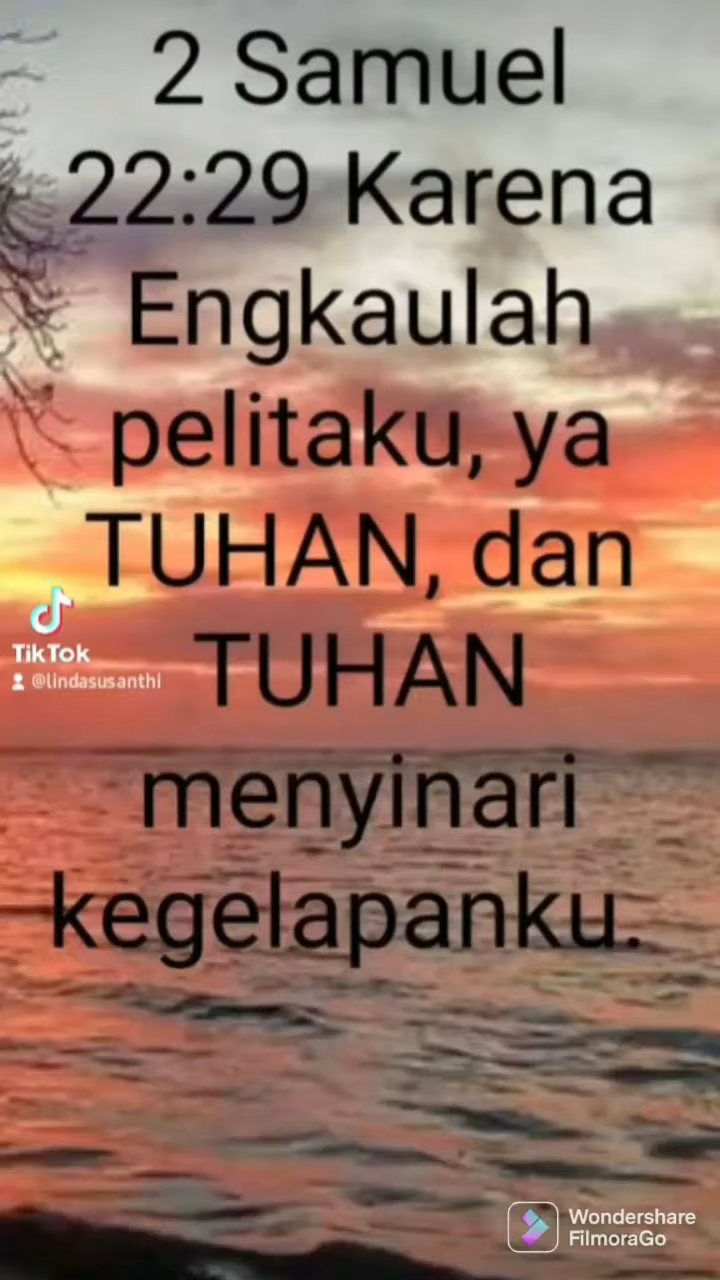 2 Samuel
22:29 Karena
Engkaulah
pelitaku, ya
TUHAN, dan
TUHAN
menyinari
kegelapanku.
TikTok
@lindasusanthi
Wondershare
FilmoraGo